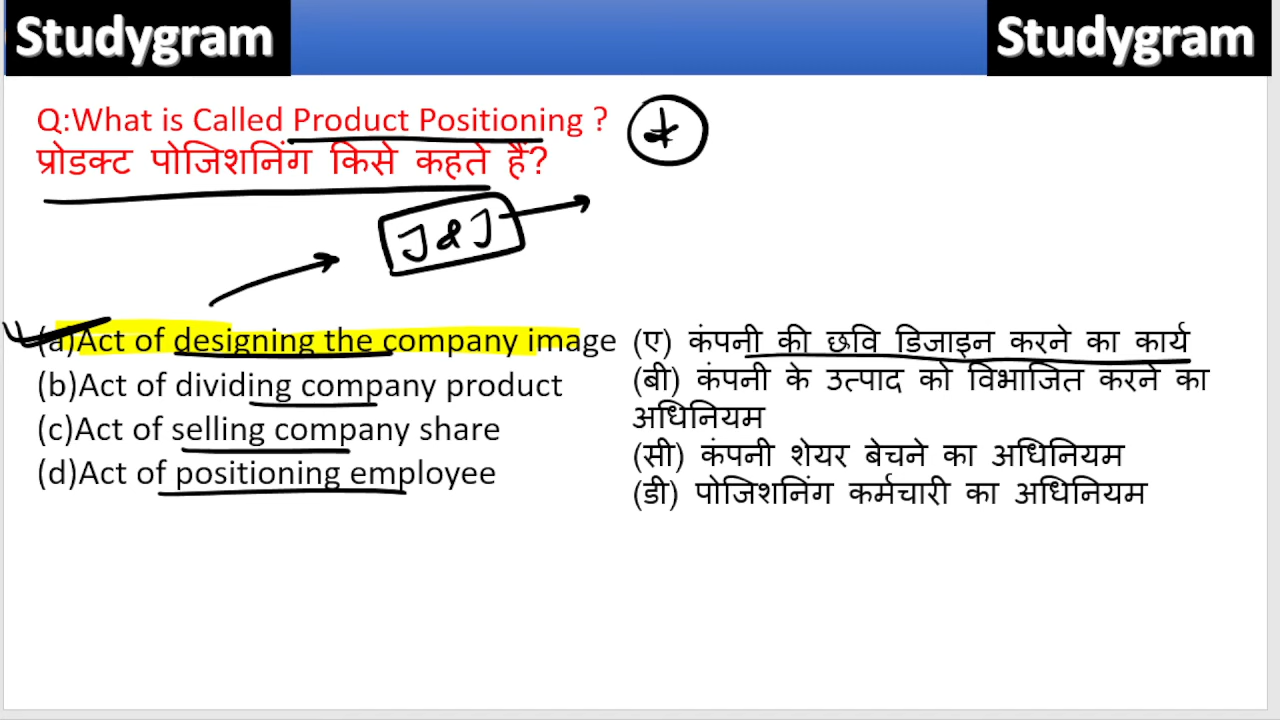 Studygram
Studygram
Q:What is Called Product Positioning ?
प्रोडक्ट पोजिशनिंग किसे कहते हैं?
J & J
(a)Act of designing the company image
(b)Act of dividing company product
(c)Act of selling company share
(d)Act of positioning employee
(ए) कंपनी की छवि डिजाइन करने का कार्य
(बी) कंपनी के उत्पाद को विभाजित करने का
अधिनियम
(सी) कंपनी शेयर बेचने का अधिनियम
(डी) पोजिशनिंग कर्मचारी का अधिनियम